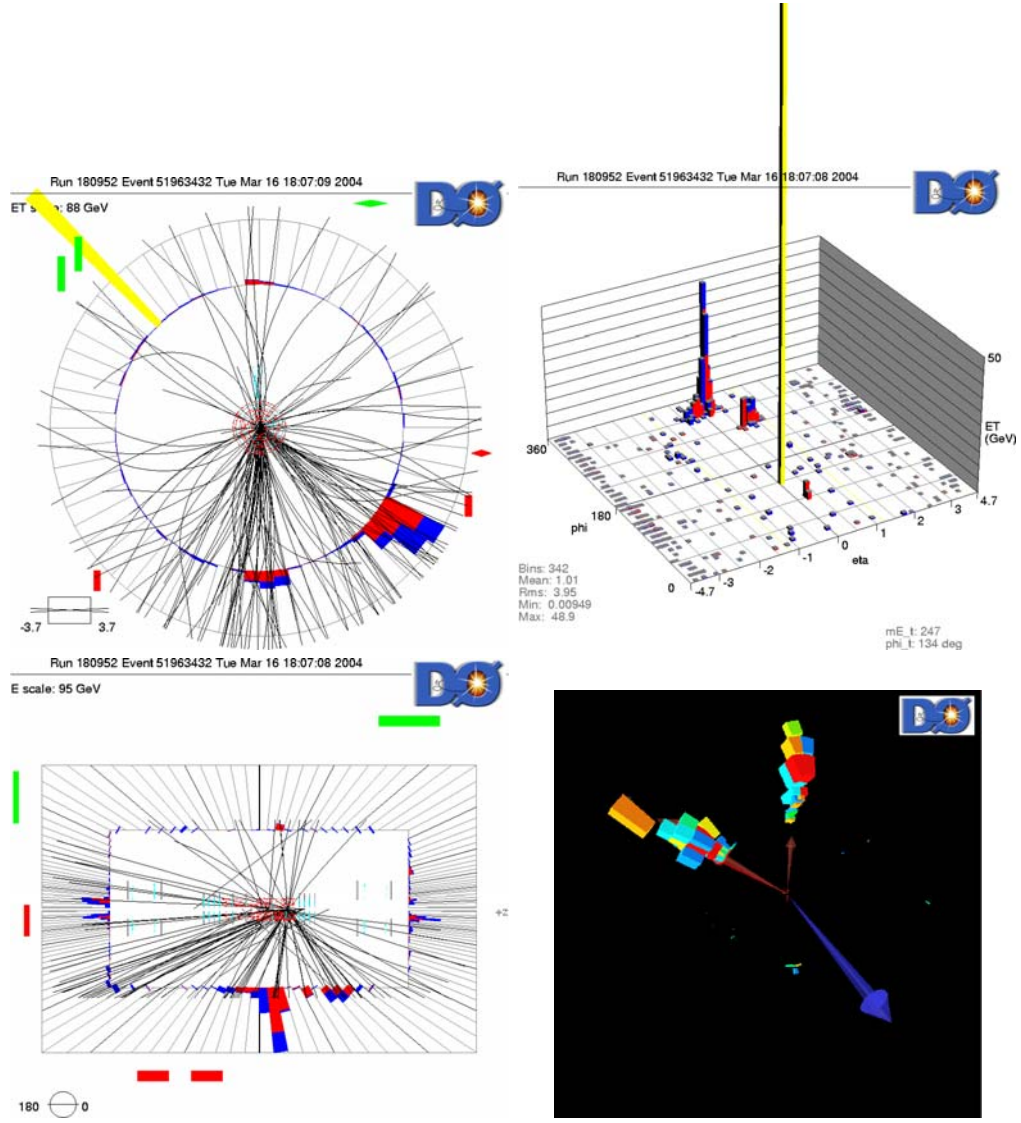 Run 180952 Event 51963432 Tue Mar 16 18:07:09 2004
ET scale: 88 GeV
DØ
-3.7
3.7
Run 180952 Event 51963432 Tue Mar 16 18:07:08 2004
DØ
50
ET
(GeV)
360
180
phi
0
-4.7
-3
-2
-1
0
1
2
3
4.7
eta
Bins: 342
Mean: 1.01
Rms: 3.95
Min: 0.00949
Max: 48.9
mE_t: 247
phi_t: 134 deg
Run 180952 Event 51963432 Tue Mar 16 18:07:08 2004
E scale: 95 GeV
DØ
+z
180
0
DØ